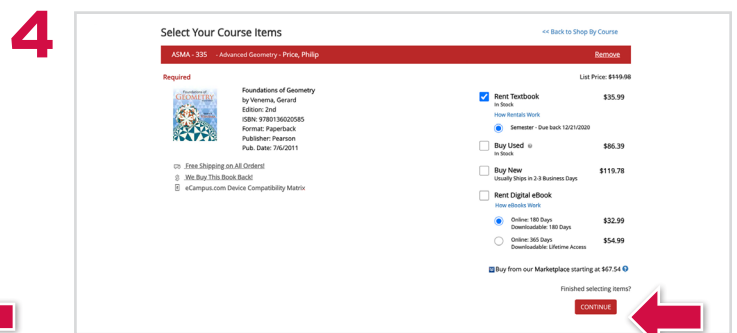 4
Select Your Course Items
<< Back to Shop By Course
ASMA - 335 - Advanced Geometry - Price, Philip
Remove
Required
List Price: $119.98
Foundations of
GEOMETRY
Foundations of Geometry
by Venema, Gerard
Edition: 2nd
ISBN: 9780136020585
Format: Paperback
Publisher: Pearson
Pub. Date: 7/6/2011
Free Shipping on All Orders!
We Buy This Book Back!
eCampus.com Device Compatibility Matrix
Rent Textbook $35.99
In Stock
How Rentals Work
Semester - Due back 12/21/2020
Buy Used $86.39
In Stock
Buy New $119.78
Usually Ships in 2-3 Business Days
Rent Digital eBook
How eBooks Work
Online: 180 Days $32.99
Downloadable: 180 Days
Online: 365 Days $54.99
Downloadable: Lifetime Access
Buy from our Marketplace starting at $67.54 ?
Finished selecting items?
CONTINUE